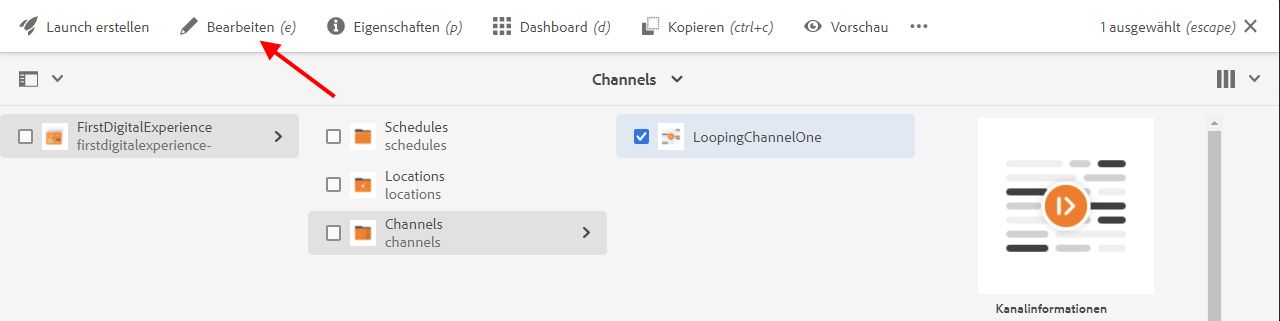 Launch erstellen Bearbeiten (e) Eigenschaften (p) Dashboard (d) Kopieren (ctrl+c) Vorschau ••• 1 ausgewählt (escape)
Channels
FirstDigitalExperience
firstdigitalexperience-
Schedules
schedules
Locations
locations
Channels
channels
LoopingChannelOne
Kanalinformationen